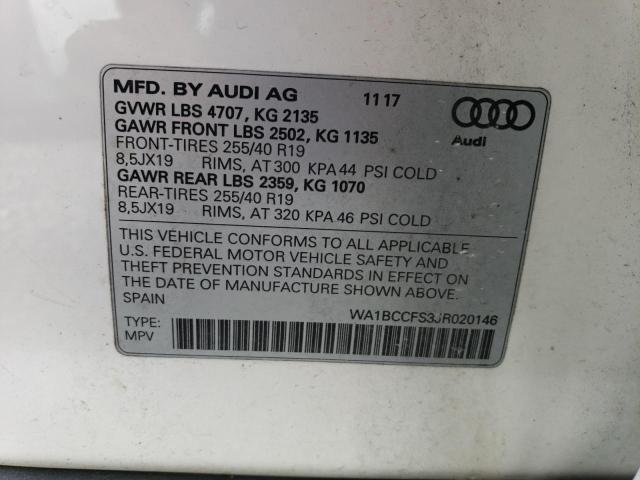 MFD. BY AUDI AG 11 17
GVWR LBS 4707, KG 2135
GAWR FRONT LBS 2502, KG 1135
FRONT-TIRES 255/40 R19
8,5JX19 RIMS, AT 300 KPA 44 PSI COLD
GAWR REAR LBS 2359, KG 1070
REAR-TIRES 255/40 R19
8,5JX19 RIMS, AT 320 KPA 46 PSI COLD
Audi
THIS VEHICLE CONFORMS TO ALL APPLICABLE
U.S. FEDERAL MOTOR VEHICLE SAFETY AND
THEFT PREVENTION STANDARDS IN EFFECT ON
THE DATE OF MANUFACTURE SHOWN ABOVE.
SPAIN
WA1BCCFS3JR020146
TYPE:
MPV